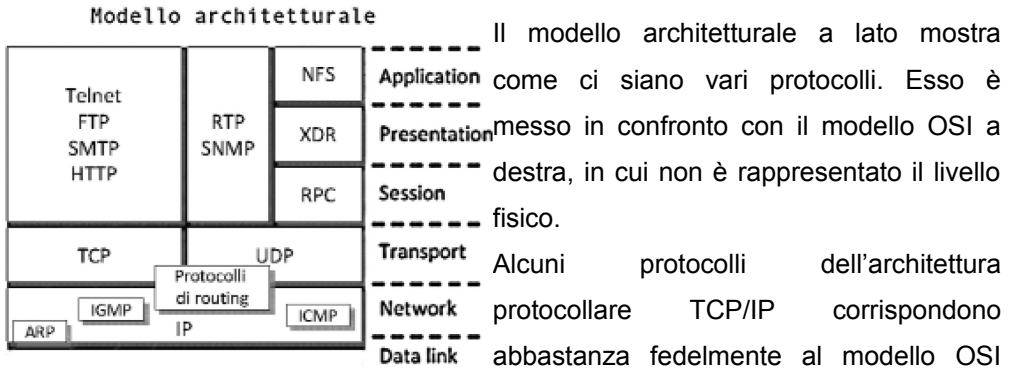 Modello architetturale
Telnet
FTP
SMTP
HTTP
RTP
SNMP
NFS
XDR
RPC
TCP
UDP
Protocolli
di routing
IGMP
ICMP
ARP
IP
Application
Presentation
Session
Transport
Network
Data link
Il modello architetturale a lato mostra
come ci siano vari protocolli. Esso è
messo in confronto con il modello OSI a
destra, in cui non è rappresentato il livello
fisico.
Alcuni protocolli dell'architettura
protocollare TCP/IP corrispondono
abbastanza fedelmente al modello OSI